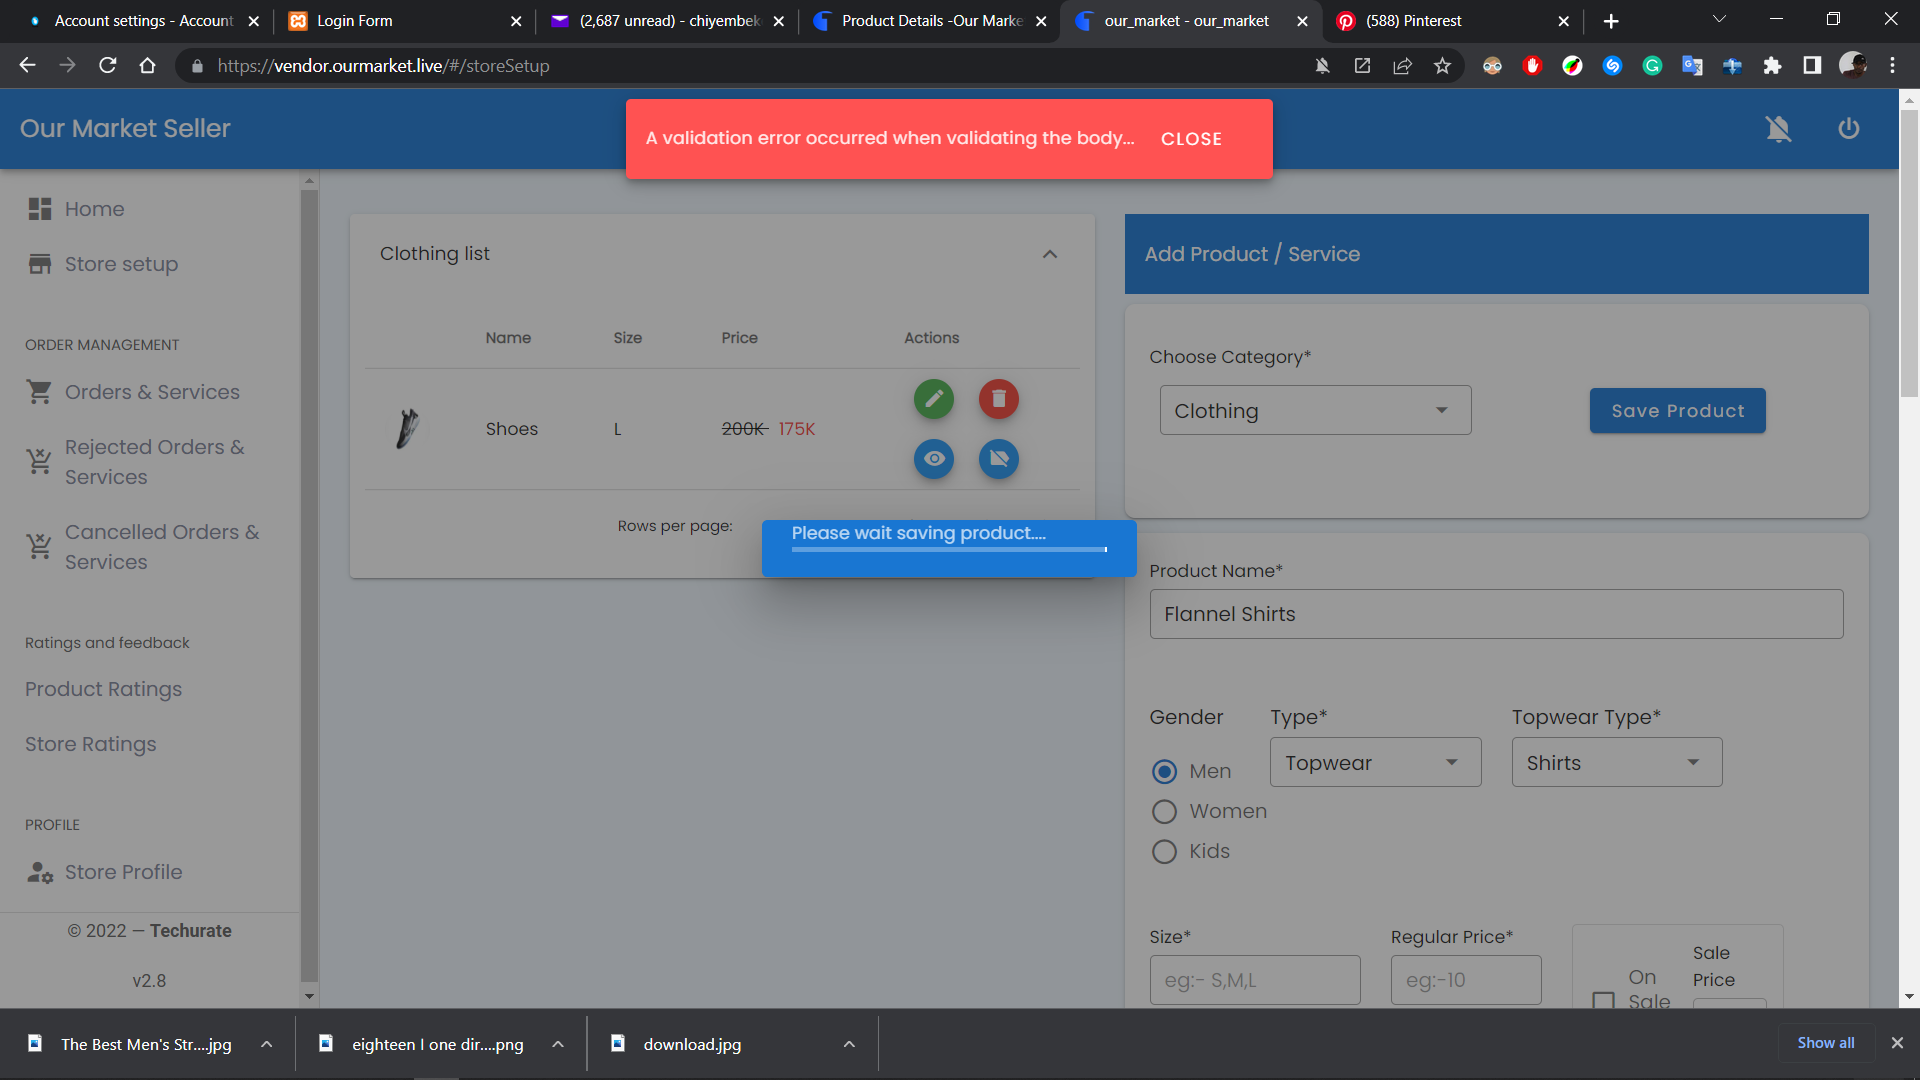 Account settings - Account
Login Form
(2,687 unread) - chiyembek
Product Details -Our Marke
our_market - our_market
(588) Pinterest
https://vendor.ourmarket.live/#/storeSetup
Our Market Seller
A validation error occurred when validating the body...
CLOSE
Home
Store setup
ORDER MANAGEMENT
Orders & Services
Rejected Orders &
Services
Cancelled Orders &
Services
Ratings and feedback
Product Ratings
Store Ratings
PROFILE
Store Profile
© 2022 — Techurate
v2.8
Clothing list
Name Size Price Actions
Shoes L 200K 175K
Rows per page:
Please wait saving product....
Add Product / Service
Choose Category*
Clothing
Save Product
Product Name*
Flannel Shirts
Gender
Men
Women
Kids
Type*
Topwear
Topwear Type*
Shirts
Size*
eg:- S,M,L
Regular Price*
eg:-10
On
Sale
Sale
Price
The Best Men's Str....jpg
eighteen I one dir....png
download.jpg
Show all